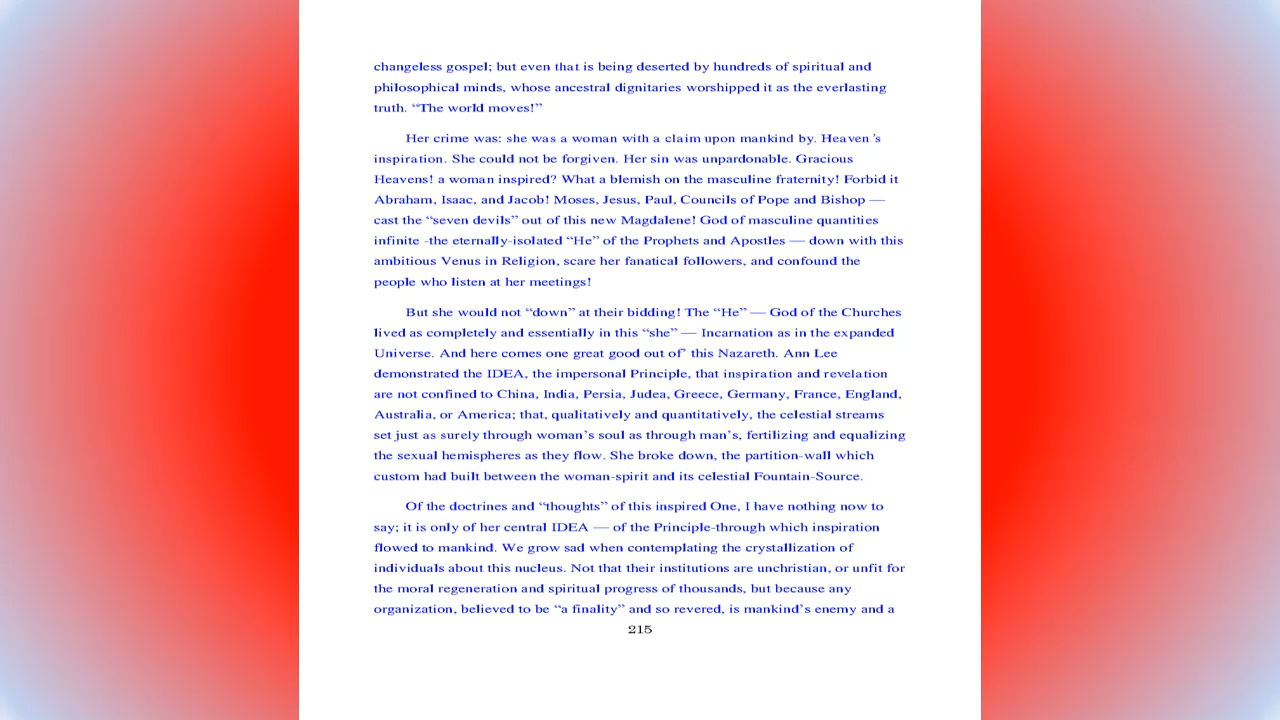 changeless gospel; but even that is being deserted by hundreds of spiritual and
philosophical minds, whose ancestral dignitaries worshipped it as the everlasting
truth. “The world moves!”
Her crime was: she was a woman with a claim upon mankind by. Heaven’s
inspiration. She could not be forgiven. Her sin was unpardonable. Gracious
Heavens! a woman inspired? What a blemish on the masculine fraternity! Forbid it
Abraham, Isaac, and Jacob! Moses, Jesus, Paul, Councils of Pope and Bishop —
cast the “seven devils” out of this new Magdalene! God of masculine quantities
infinite -the eternally-isolated “He” of the Prophets and Apostles — down with this
ambitious Venus in Religion, scare her fanatical followers, and confound the
people who listen at her meetings!
But she would not “down” at their bidding! The “He” — God of the Churches
lived as completely and essentially in this “she” — Incarnation as in the expanded
Universe. And here comes one great good out of’ this Nazareth. Ann Lee
demonstrated the IDEA, the impersonal Principle, that inspiration and revelation
are not confined to China, India, Persia, Judea, Greece, Germany, France, England,
Australia, or America; that, qualitatively and quantitatively, the celestial streams
set just as surely through woman’s soul as through man’s, fertilizing and equalizing
the sexual hemispheres as they flow. She broke down, the partition-wall which
custom had built between the woman-spirit and its celestial Fountain-Source.
Of the doctrines and “thoughts” of this inspired One, I have nothing now to
say; it is only of her central IDEA — of the Principle-through which inspiration
flowed to mankind. We grow sad when contemplating the crystallization of
individuals about this nucleus. Not that their institutions are unchristian, or unfit for
the moral regeneration and spiritual progress of thousands, but because any
organization, believed to be “a finality” and so revered, is mankind’s enemy and a
215